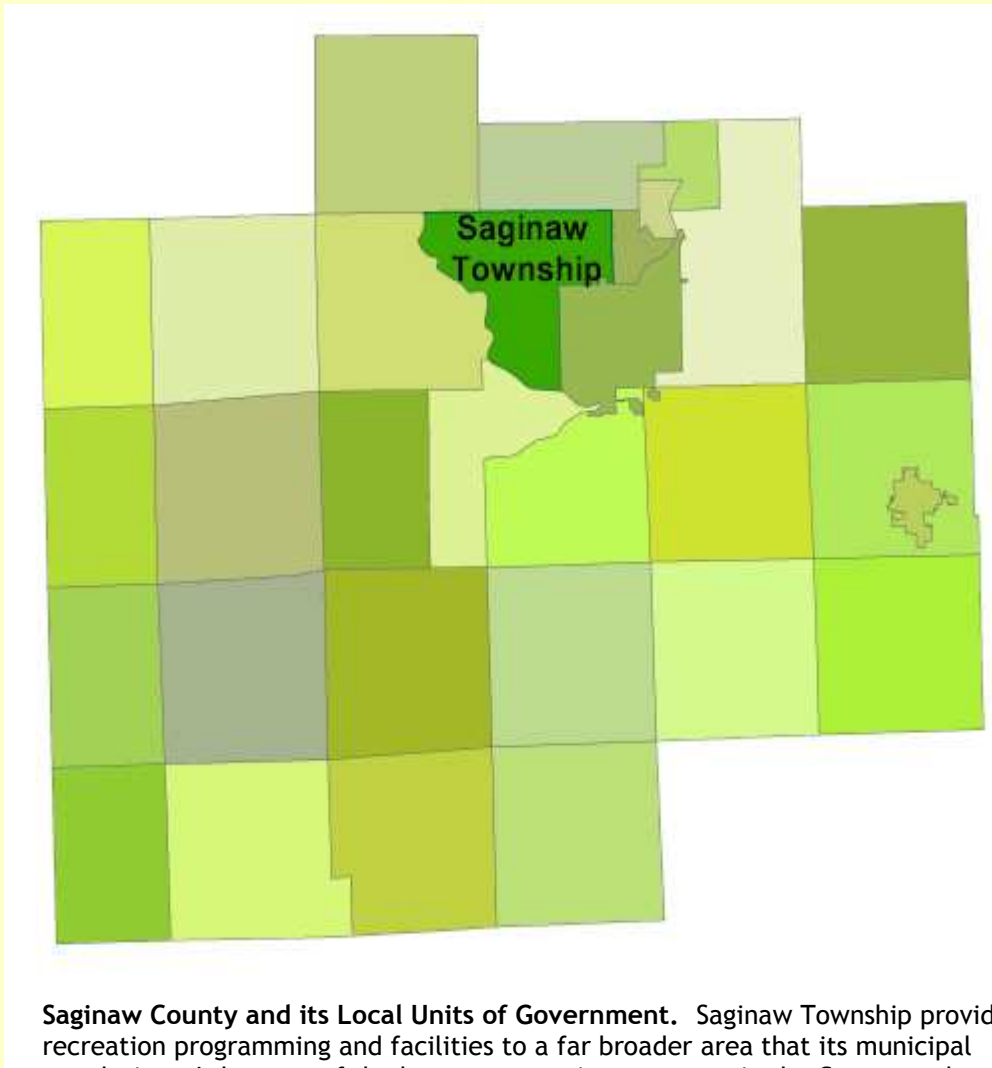 Saginaw
Township
Saginaw County and its Local Units of Government. Saginaw Township
recreation programming and facilities to a far broader area that its municipal